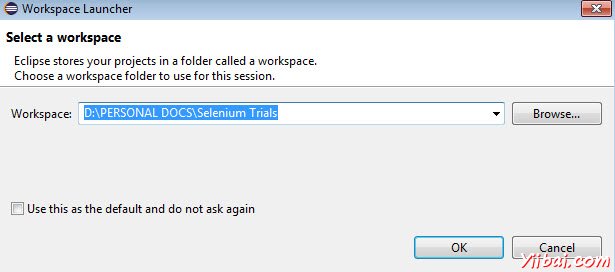 Workspace Launcher
Select a workspace
Eclipse stores your projects in a folder called a workspace.
Choose a workspace folder to use for this session.
Workspace: D:\PERSONAL DOCS\Selenium Trials Browse...
Use this as the default and do not ask again
OK Cancel
Yiibai.com